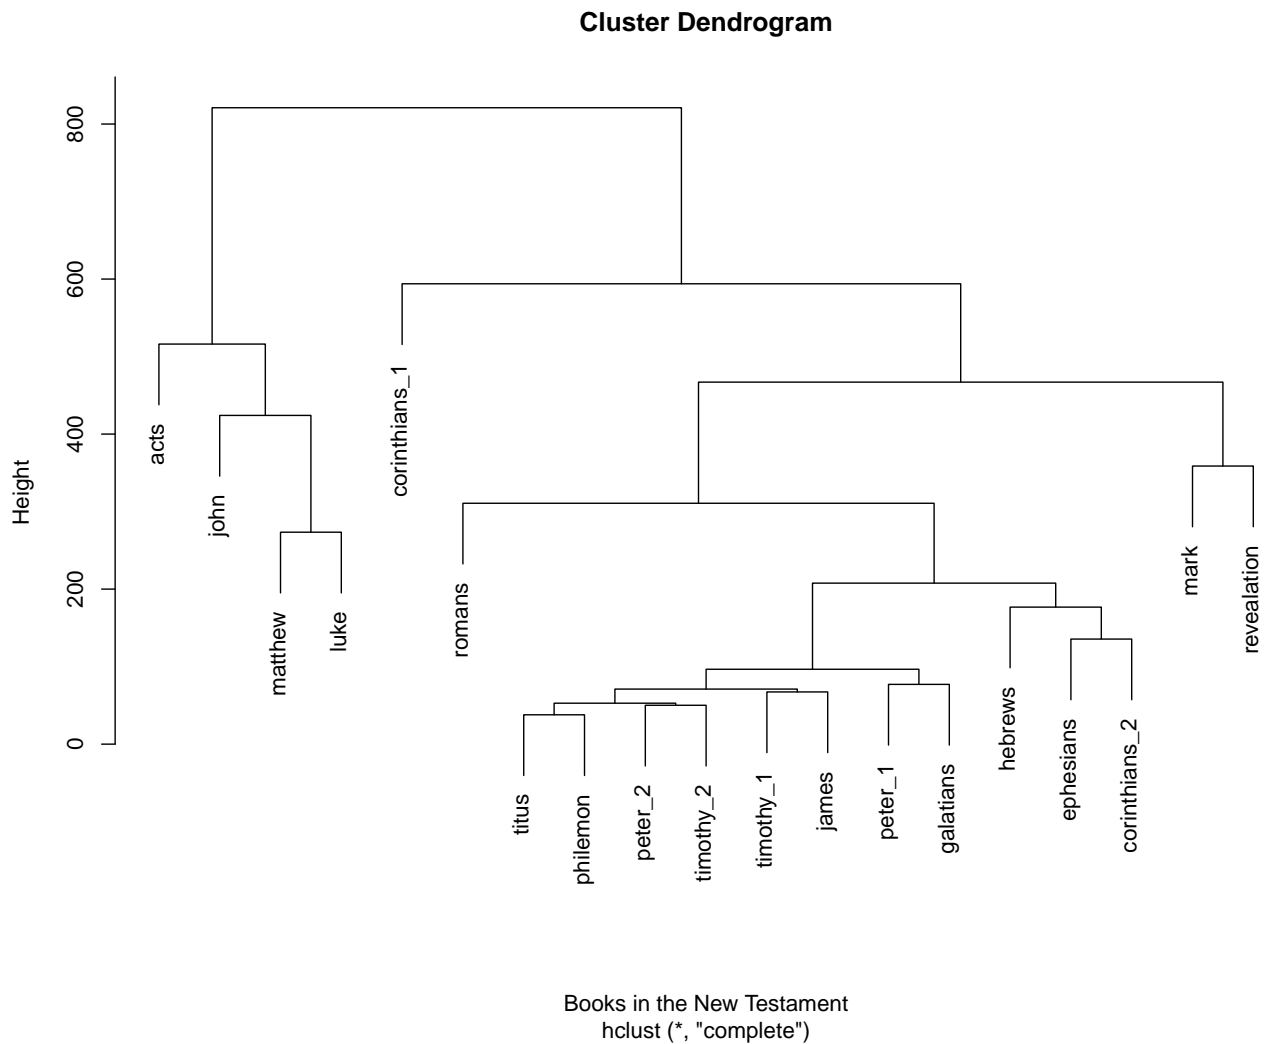 Cluster Dendrogram
Height
800
600
400
200
0
acts
john
matthew
luke
corinthians_1
romans
titus
philemon
peter_2
timothy_2
timothy_1
james
peter_1
galatians
hebrews
ephesians
corinthians_2
mark
revealation
Books in the New Testament
hclust (*, "complete")